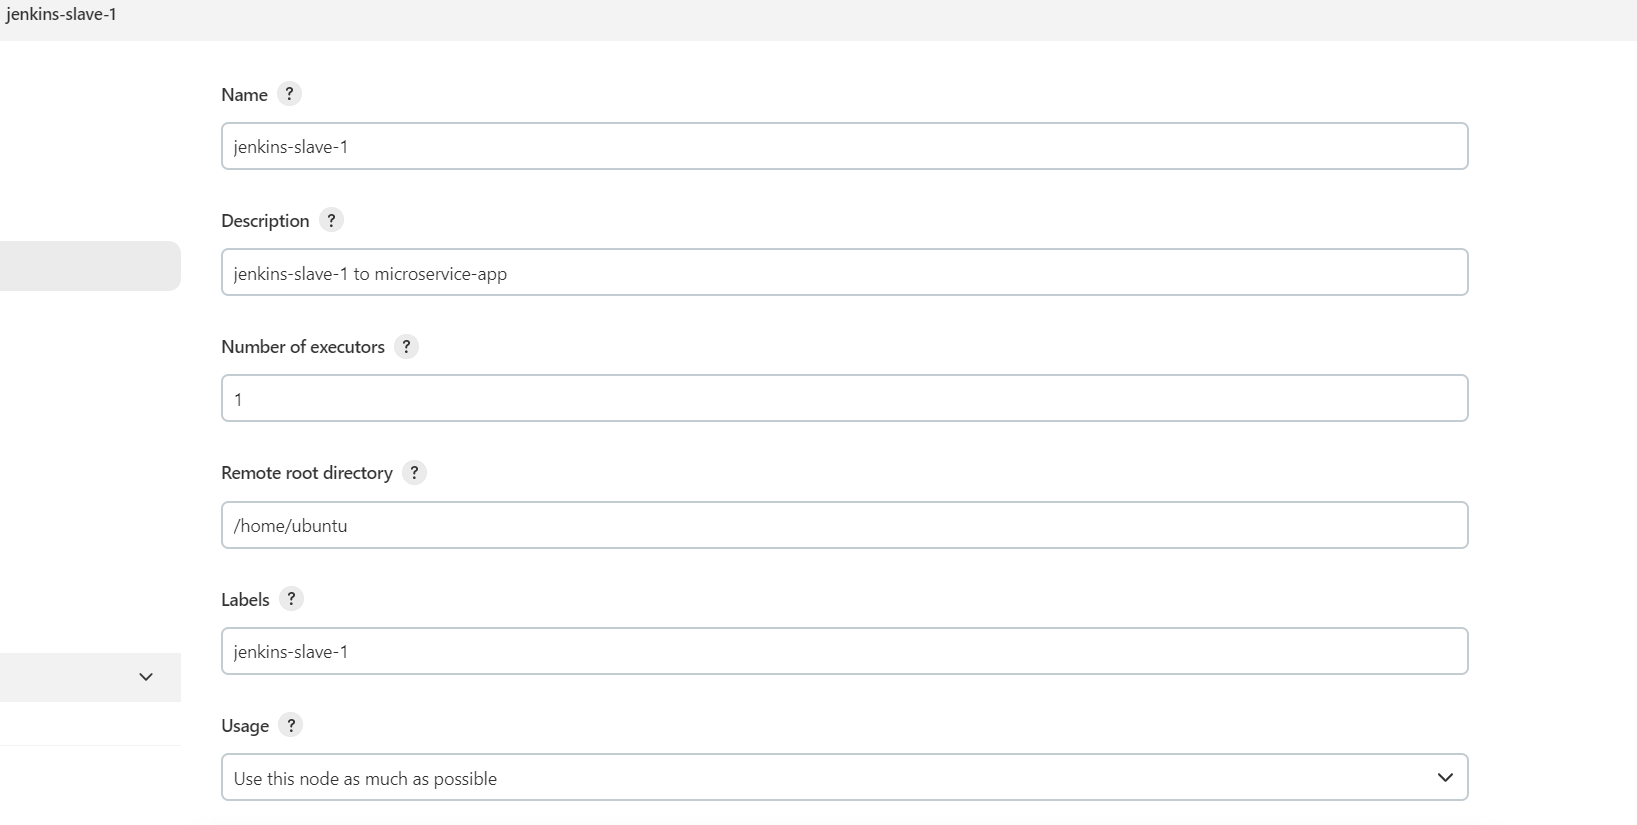 jenkins-slave-1
Name ?
jenkins-slave-1
Description ?
jenkins-slave-1 to microservice-app
Number of executors ?
1
Remote root directory ?
/home/ubuntu
Labels ?
jenkins-slave-1
Usage ?
Use this node as much as possible